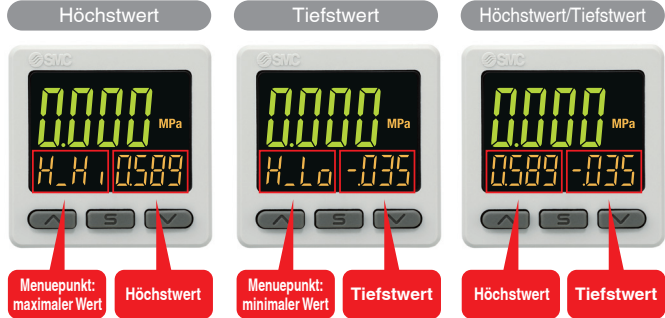 Höchstwert
Tiefstwert
Höchstwert/Tiefstwert
SMC
0.000 MPa
H_Hi 0.589
S
Menuepunkt:
maximaler Wert
Höchstwert
SMC
0.000 MPa
H_Lo -.035
S
Menuepunkt:
minimaler Wert
Tiefstwert
SMC
0.000 MPa
0.589 -.035
S
Höchstwert
Tiefstwert